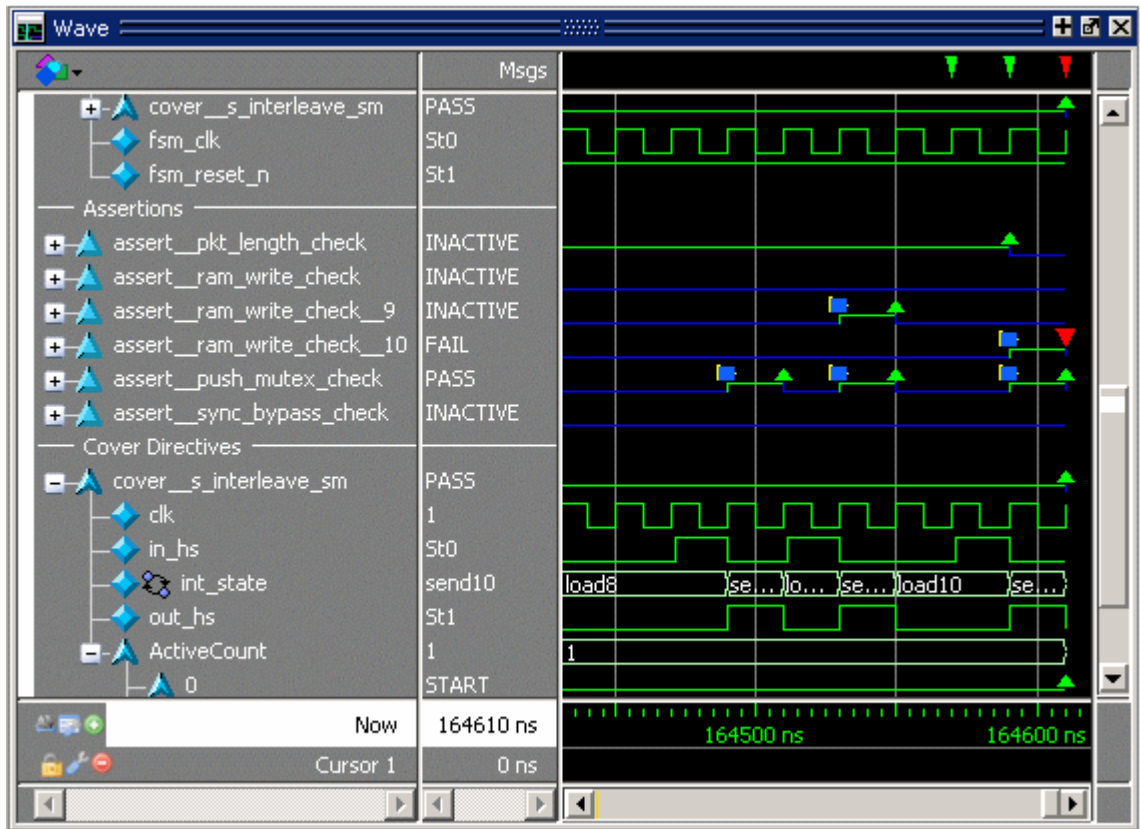 Wave
Msgs
cover__s_interleave_sm PASS
fsm_clk St0
fsm_reset_n St1
Assertions
assert__pkt_length_check INACTIVE
assert__ram_write_check INACTIVE
assert__ram_write_check__9 INACTIVE
assert__ram_write_check__10 FAIL
assert__push_mutex_check PASS
assert__sync_bypass_check INACTIVE
Cover Directives
cover__s_interleave_sm PASS
clk 1
in_hs St0
int_state send10 load8 se... lo... se... load10 se...
out_hs St1
ActiveCount 1 1
0 START
Now 164610 ns 164500 ns 164600 ns
Cursor 1 0 ns